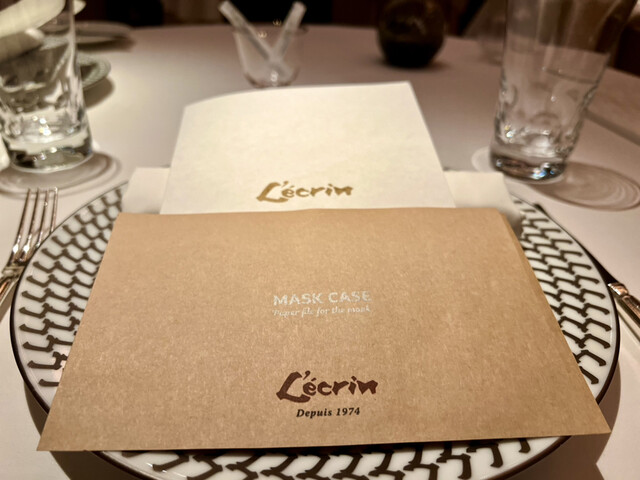 L'écrin
MASK CASE
Paper file for the mask
L'écrin
Depuis 1974